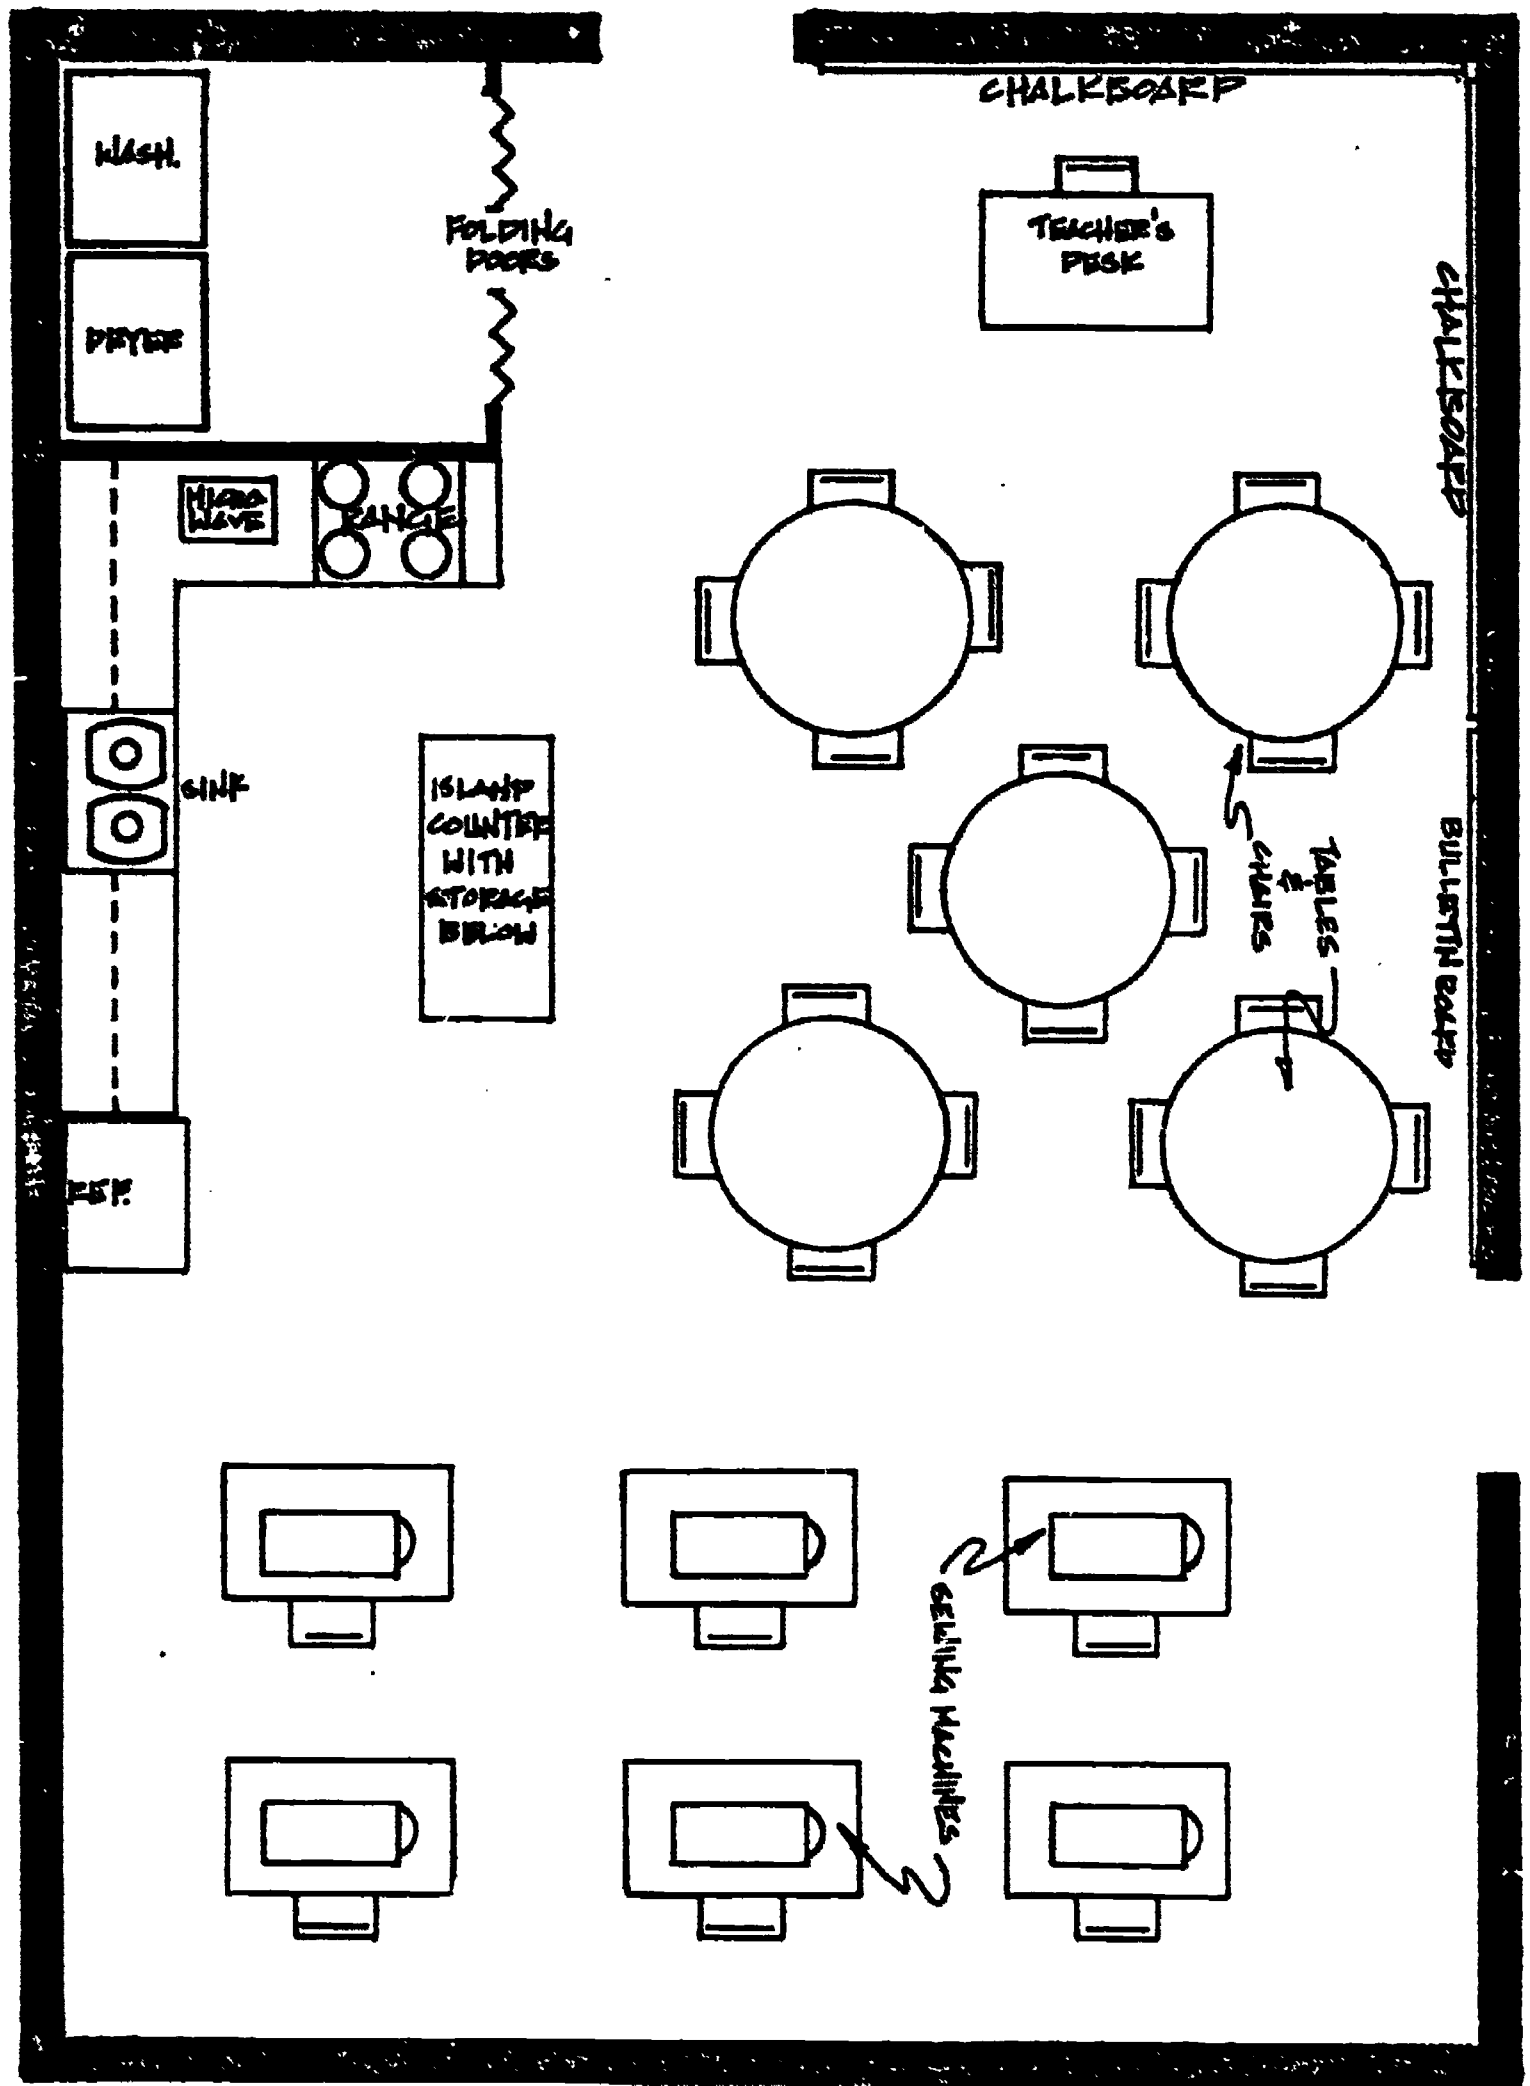 CHALKBOARD
WASH.
TEACHER'S
DESK
FOLDING
DOORS
DRYER
CHALKBOARD
MICRO
WAVE
RANGE
SINK
ISLAND
COUNTER
WITH
STORAGE
BELOW
TABLES
&
CHAIRS
BULLETIN BOARD
REF.
SEWING MACHINES